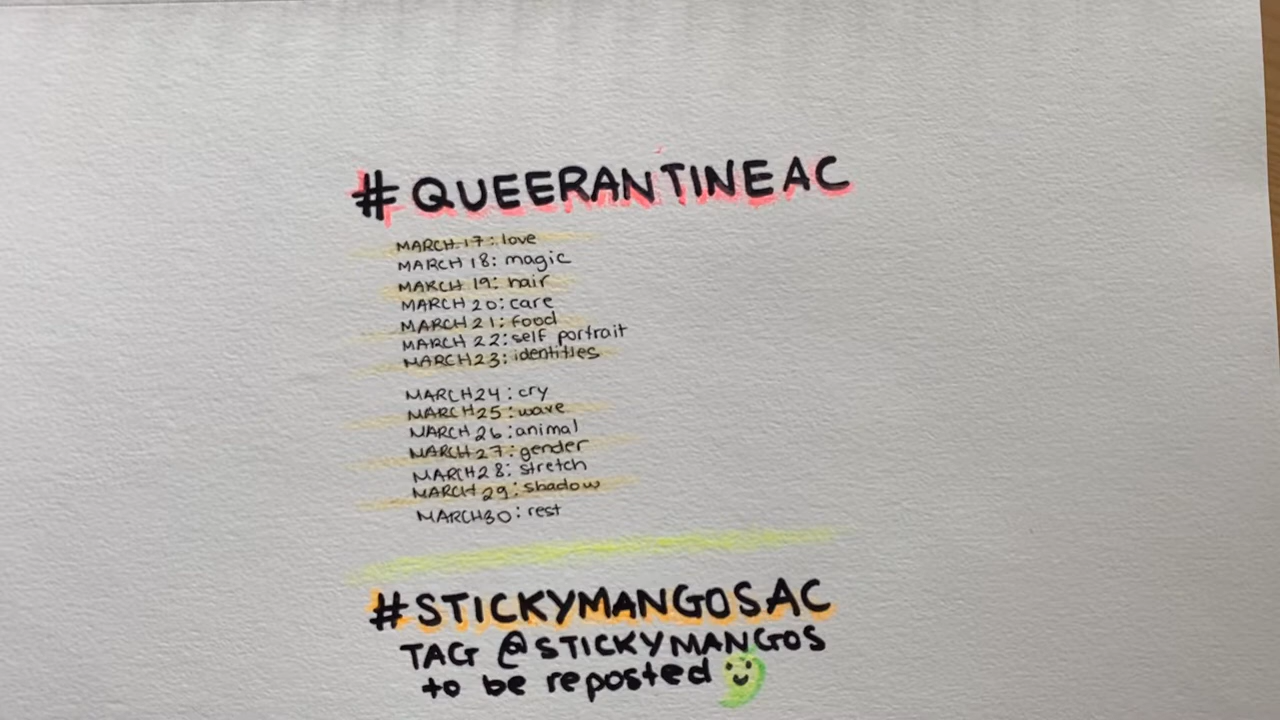 #QUEERANTINEAC
MARCH 17: love
MARCH 18: magic
MARCH 19: hair
MARCH 20: care
MARCH 21: food
MARCH 22: self portrait
MARCH 23: identities
MARCH 24: cry
MARCH 25: wave
MARCH 26: animal
MARCH 27: gender
MARCH 28: stretch
MARCH 29: shadow
MARCH 30: rest
#STICKYMANGOSAC
TAG @STICKYMANGOS
to be reposted